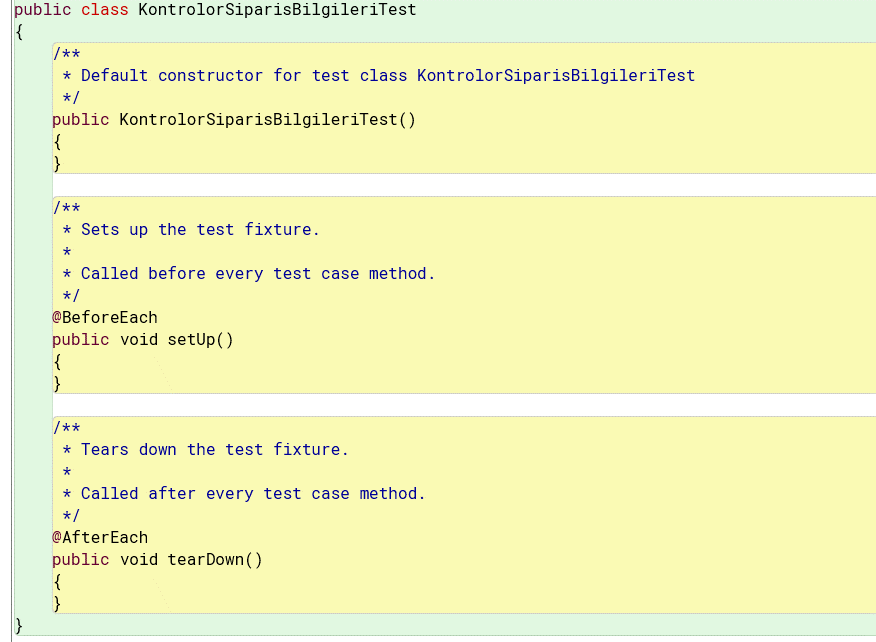 public class KontrolorSiparisBilgileriTest
{
/**
* Default constructor for test class KontrolorSiparisBilgileriTest
*/
public KontrolorSiparisBilgileriTest()
{
}
/**
* Sets up the test fixture.
*
* Called before every test case method.
*/
@BeforeEach
public void setUp()
{
}
/**
* Tears down the test fixture.
*
* Called after every test case method.
*/
@AfterEach
public void tearDown()
{
}
}